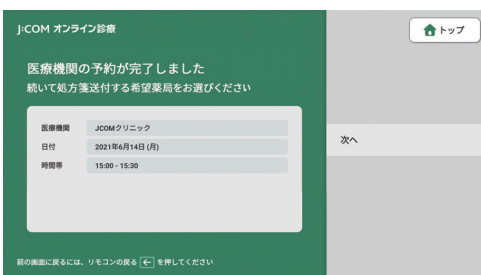 J:COM オンライン診療
トップ
医療機関の予約が完了しました
続いて処方箋送付する希望薬局をお選びください
医療機関 JCOMクリニック
日付 2021年6月14日 (月)
時間帯 15:00 - 15:30
次へ
前の画面に戻るには、リモコンの戻る ← を押してください